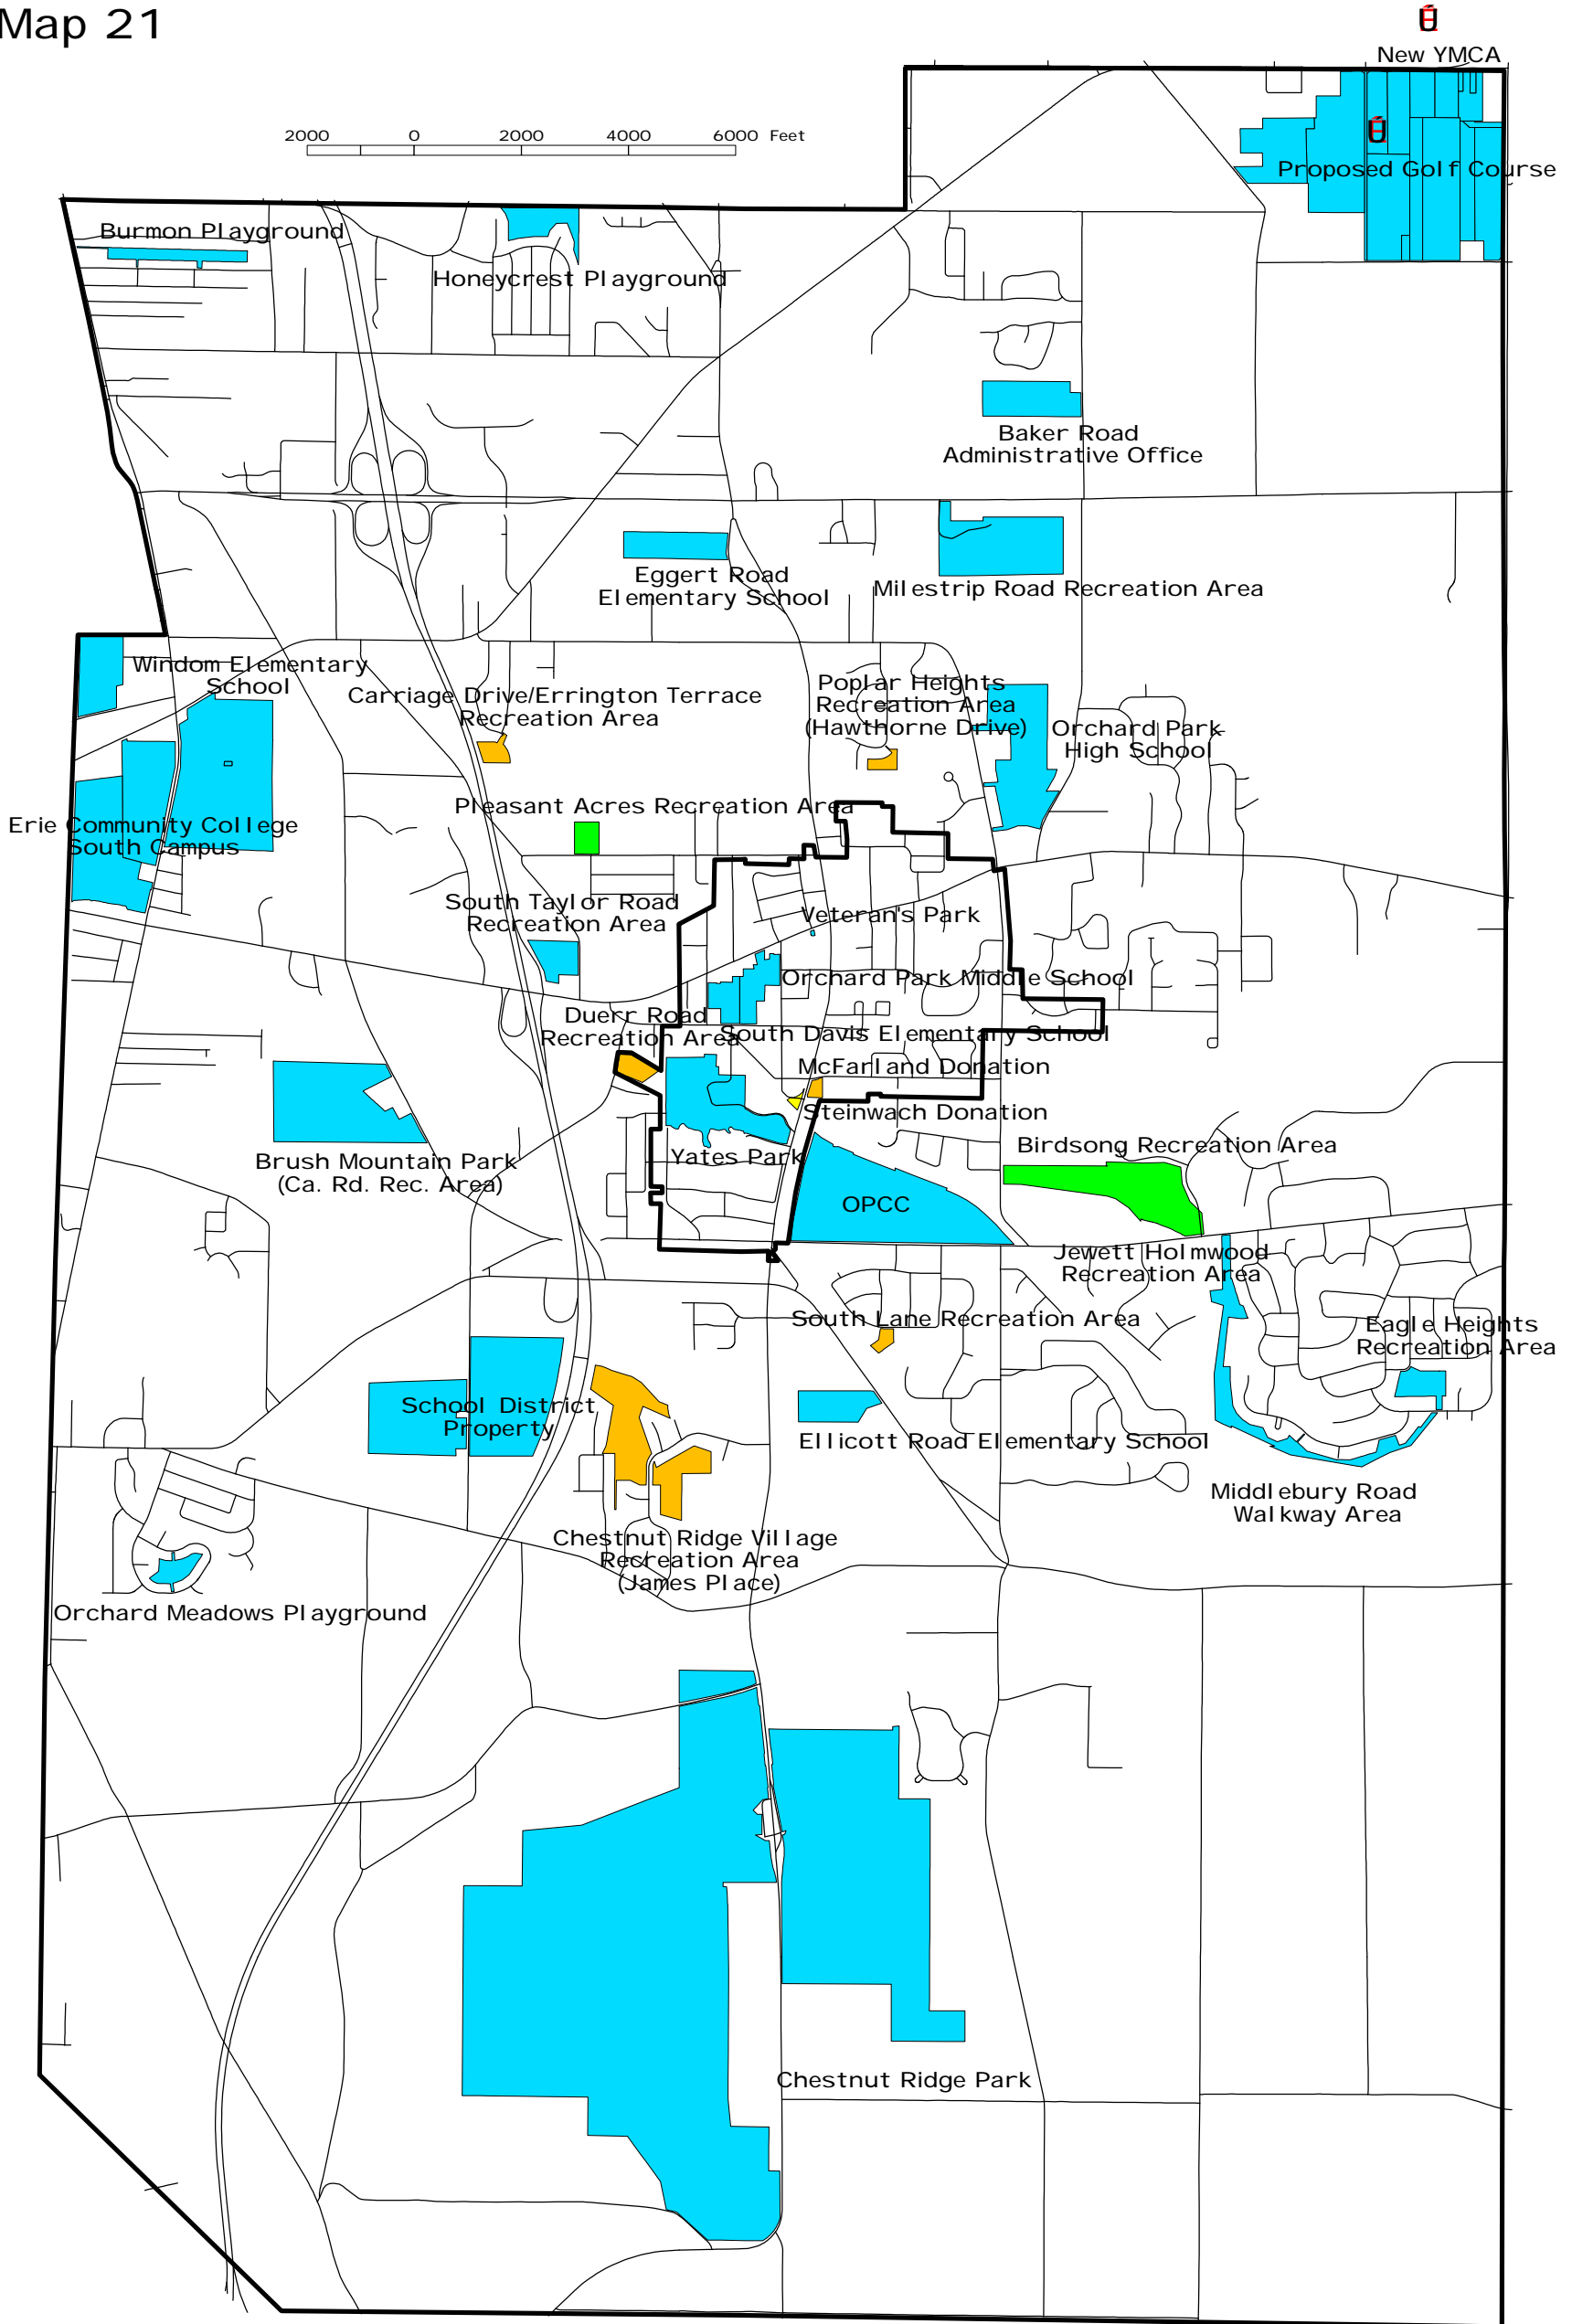 Map 21
New YMCA
2000 0 2000 4000 6000 Feet
Proposed Golf Course
Burmon Playground
Honeycrest Playground
Baker Road
Administrative Office
Eggert Road
Elementary School
Milestrip Road Recreation Area
Windom Elementary
School
Carriage Drive/Errington Terrace
Recreation Area
Poplar Heights
Recreation Area
(Hawthorne Drive)
Orchard Park
High School
Pleasant Acres Recreation Area
Erie Community College
South Campus
South Taylor Road
Recreation Area
Veteran's Park
Orchard Park Middle School
Duerr Road
Recreation Area
South Davis Elementary School
McFarland Donation
Steinwach Donation
Birdsong Recreation Area
Brush Mountain Park
(Ca. Rd. Rec. Area)
Yates Park
OPCC
Jewett Holmwood
Recreation Area
South Lane Recreation Area
Eagle Heights
Recreation Area
School District
Property
Ellicott Road Elementary School
Middlebury Road
Walkway Area
Chestnut Ridge Village
Recreation Area
(James Place)
Orchard Meadows Playground
Chestnut Ridge Park